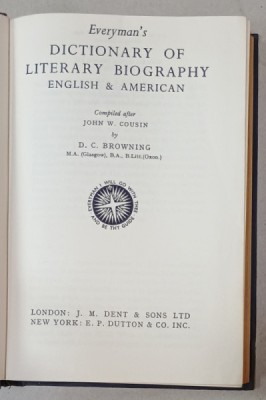 Everyman's
DICTIONARY OF
LITERARY BIOGRAPHY
ENGLISH & AMERICAN
Compiled after
JOHN W. COUSIN
by
D. C. BROWNING
M.A. (Glasgow), B.A., B.Litt.(Oxon.)
EVERYMAN I WILL GO WITH THEE
AND BE THY GUIDE
LONDON: J. M. DENT & SONS LTD
NEW YORK: E. P. DUTTON & CO. INC.